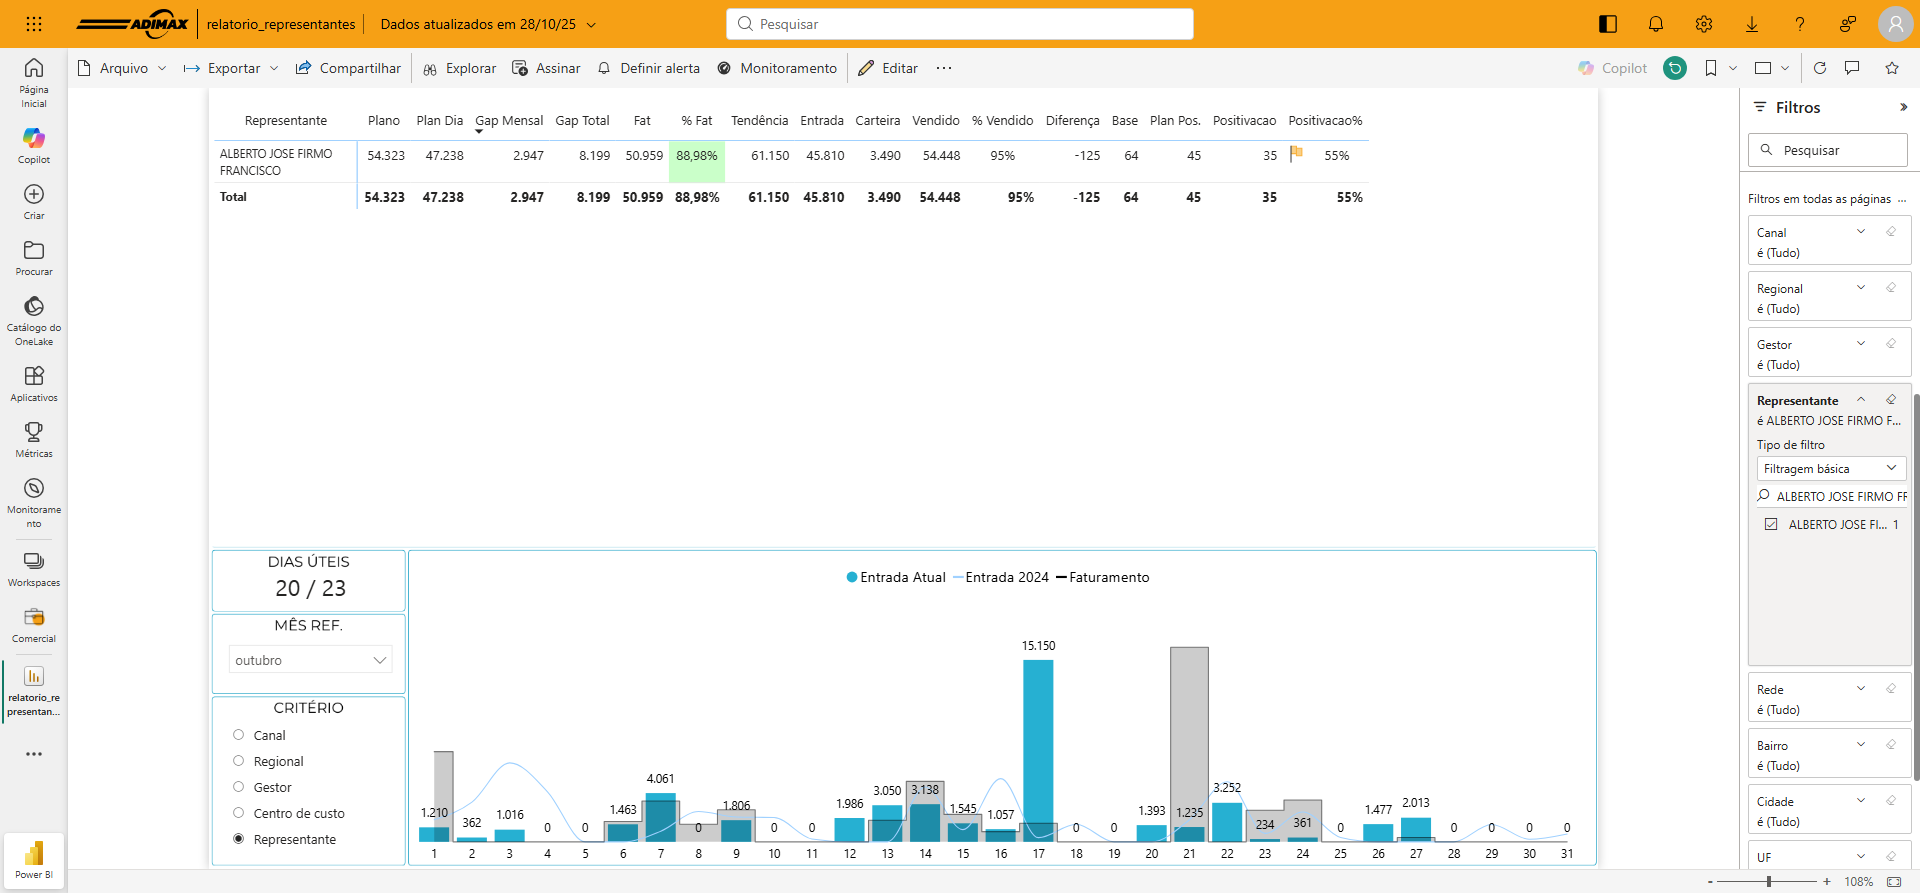 ADIMAX
relatorio_representantes
Dados atualizados em 28/10/25
Pesquisar
Arquivo
Exportar
Compartilhar
Explorar
Assinar
Definir alerta
Monitoramento
Editar
Copilot
Página
Inicial
Copilot
Criar
Procurar
Catálogo do
OneLake
Aplicativos
Métricas
Monitorame
nto
Workspaces
Comercial
relatorio_re
presentan...
Power BI
Representante Plano Plan Dia Gap Mensal Gap Total Fat % Fat Tendência Entrada Carteira Vendido % Vendido Diferença Base Plan Pos. Positivacao Positivacao%
ALBERTO JOSE FIRMO
FRANCISCO
54.323 47.238 2.947 8.199 50.959 88,98% 61.150 45.810 3.490 54.448 95% -125 64 45 35 55%
Total 54.323 47.238 2.947 8.199 50.959 88,98% 61.150 45.810 3.490 54.448 95% -125 64 45 35 55%
DIAS ÚTEIS
20 / 23
MÊS REF.
outubro
CRITÉRIO
Canal
Regional
Gestor
Centro de custo
Representante
Entrada Atual Entrada 2024 Faturamento
1.210 362 1.016 0 0 1.463 4.061 0 1.806 0 0 1.986 3.050 3.138 1.545 1.057 15.150 0 0 1.393 1.235 3.252 234 361 0 1.477 2.013 0 0 0 0
1 2 3 4 5 6 7 8 9 10 11 12 13 14 15 16 17 18 19 20 21 22 23 24 25 26 27 28 29 30 31
Filtros
Pesquisar
Filtros em todas as páginas ...
Canal
é (Tudo)
Regional
é (Tudo)
Gestor
é (Tudo)
Representante
é ALBERTO JOSE FIRMO F...
Tipo de filtro
Filtragem básica
ALBERTO JOSE FIRMO FR
ALBERTO JOSE FI... 1
Rede
é (Tudo)
Bairro
é (Tudo)
Cidade
é (Tudo)
UF
- + 108%